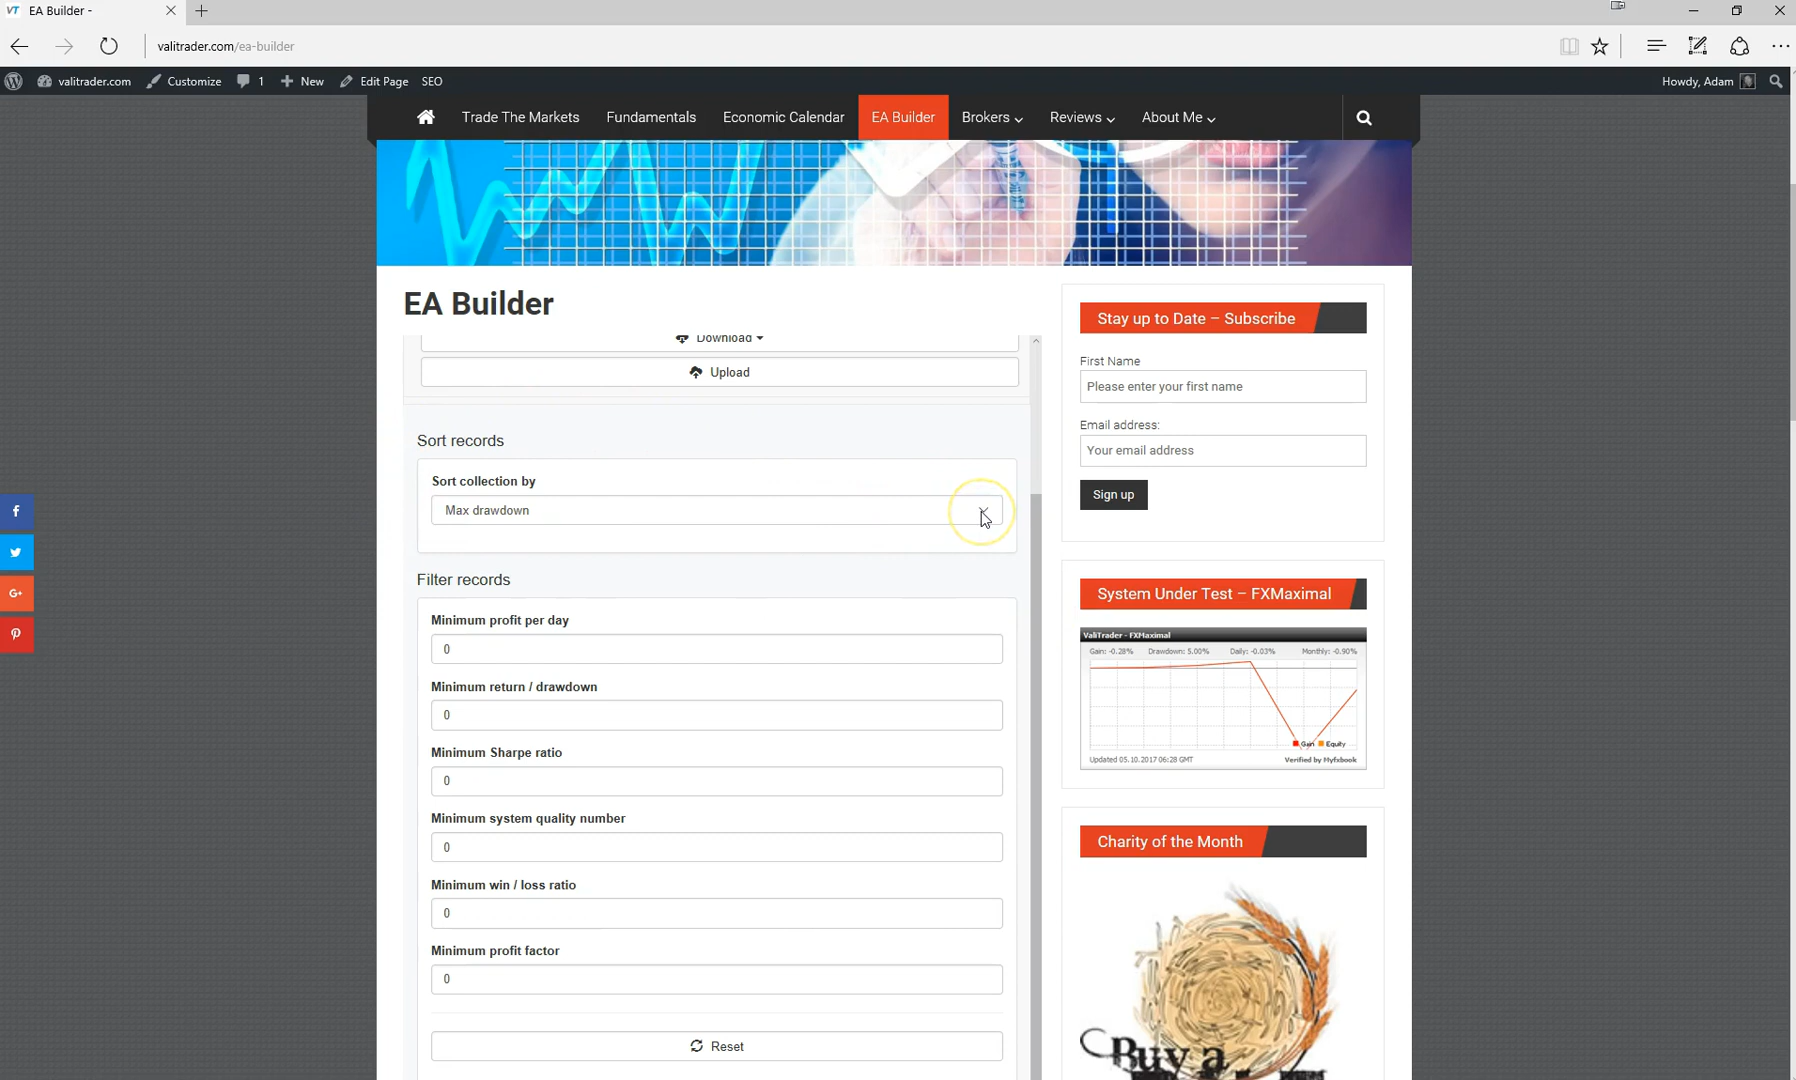 VT EA Builder -
valitrader.com/ea-builder
valitrader.com Customize 1 New Edit Page SEO Howdy, Adam
Trade The Markets Fundamentals Economic Calendar EA Builder Brokers Reviews About Me
EA Builder
Download
Upload
Sort records
Sort collection by
Max drawdown
Filter records
Minimum profit per day
0
Minimum return / drawdown
0
Minimum Sharpe ratio
0
Minimum system quality number
0
Minimum win / loss ratio
0
Minimum profit factor
0
Reset
Stay up to Date – Subscribe
First Name
Please enter your first name
Email address:
Your email address
Sign up
System Under Test – FXMaximal
ValiTrader - FXMaximal
Gain: -0.28% Drawdown: 5.00% Daily: -0.03% Monthly: -0.90%
Gain Equity
Updated 05.10.2017 06:28 GMT Verified by Myfxbook
Charity of the Month
Buy a
f
G+